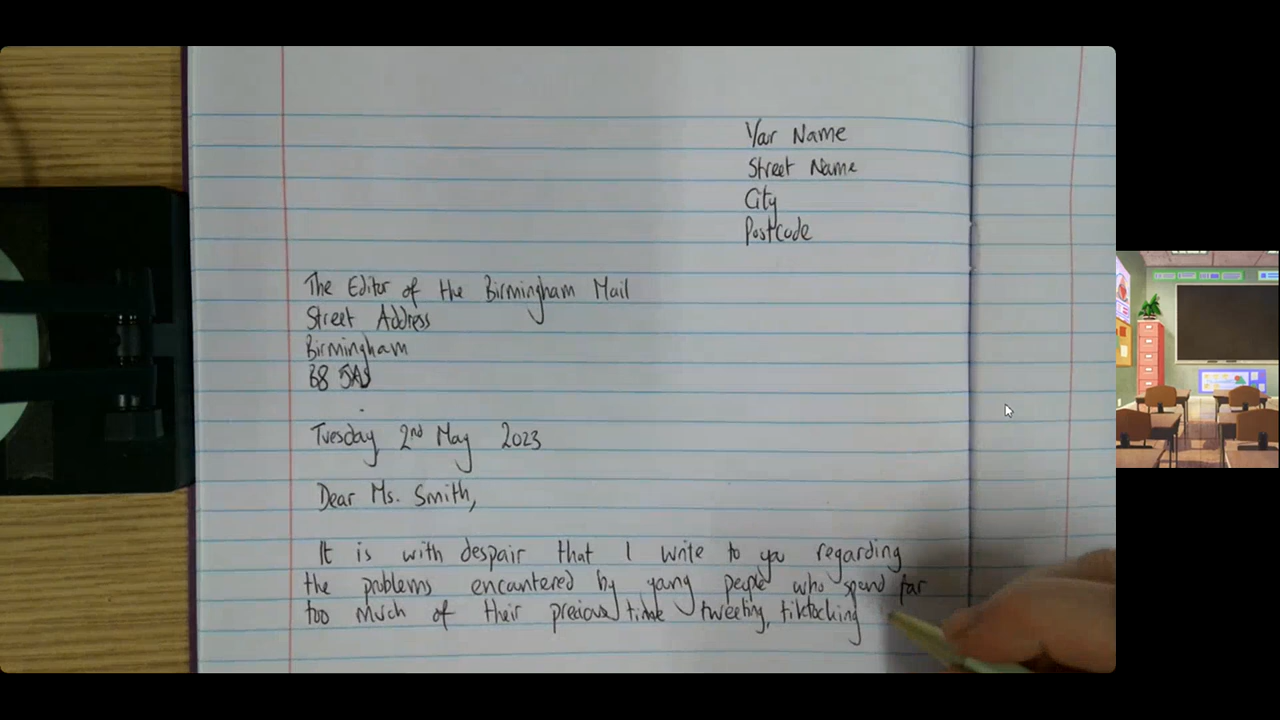 Your Name
Street Name
City
Postcode
The Editor of the Birmingham Mail
Street Address
Birmingham
B8 5AS
Tuesday 2nd May 2023
Dear Ms. Smith,
It is with despair that I write to you regarding
the problems encountered by young people who spend far
too much of their precious time tweeting, tiktocking